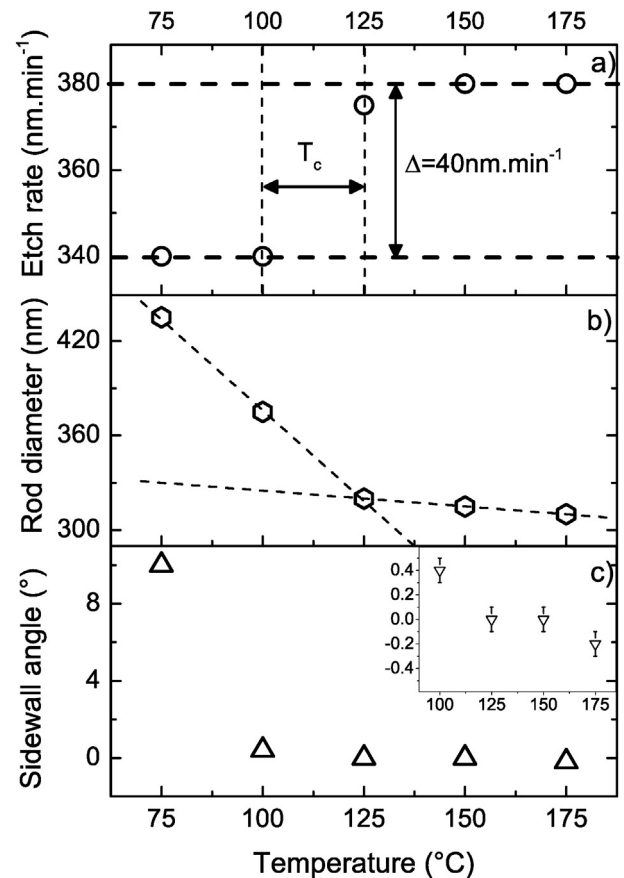 75 100 125 150 175
a)
Etch rate (nm.min⁻¹)
380
360
340
T_c
Δ=40nm.min⁻¹
b)
Rod diameter (nm)
420
360
300
c)
Sidewall angle (°)
8
4
0
0.4
0.2
0.0
-0.2
-0.4
100 125 150 175
75 100 125 150 175
Temperature (°C)